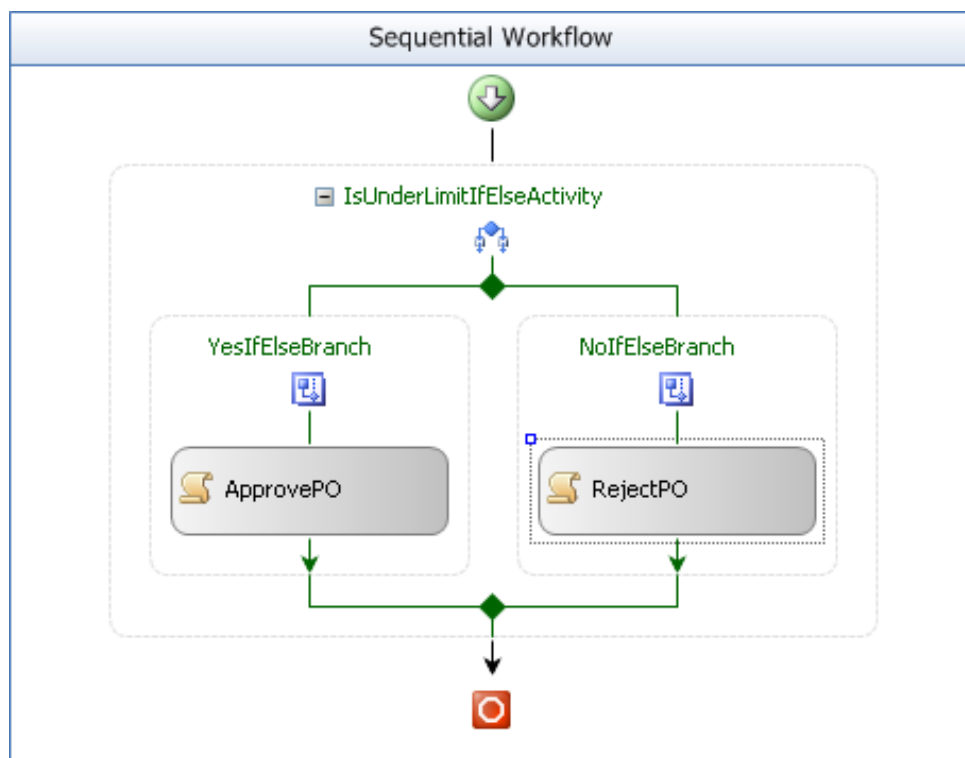 Sequential Workflow
IsUnderLimitIfElseActivity
YesIfElseBranch
NoIfElseBranch
ApprovePO
RejectPO